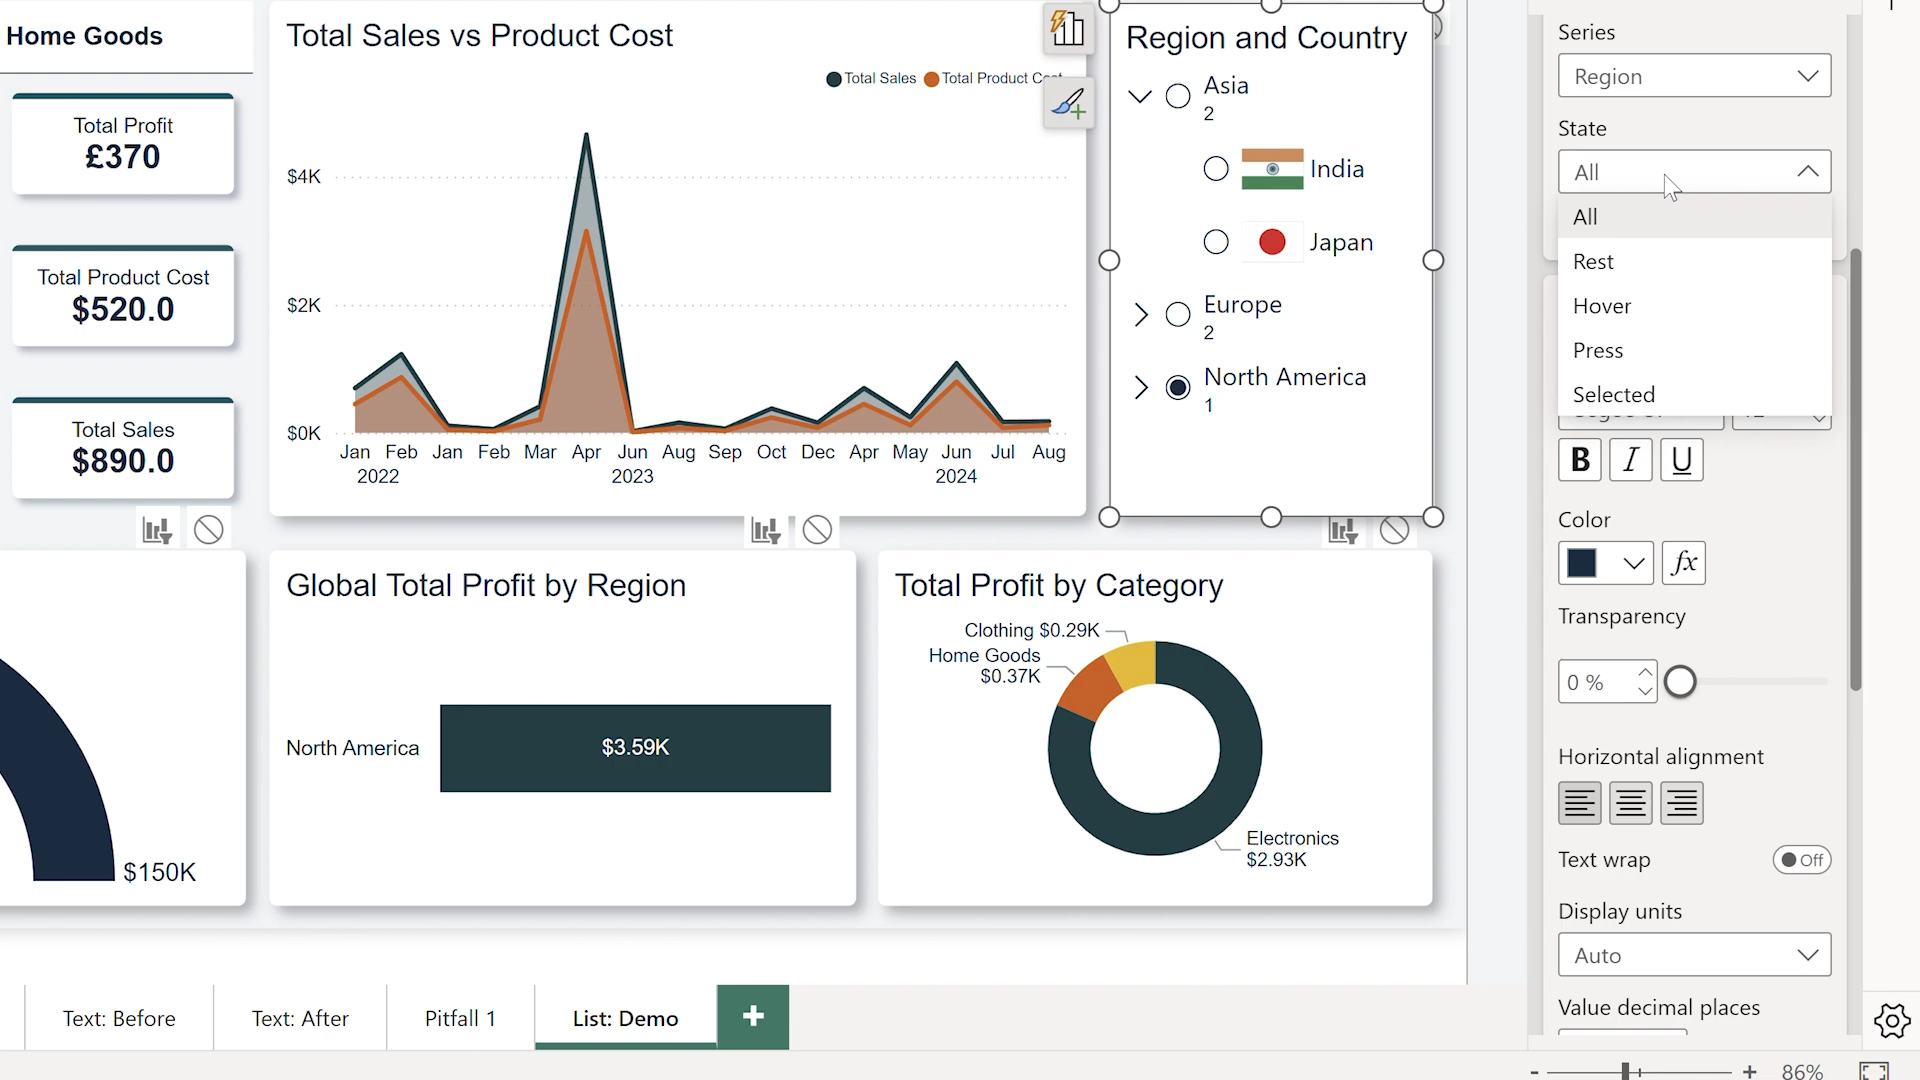 Home Goods
Total Profit
£370
Total Product Cost
$520.0
Total Sales
$890.0
Total Sales vs Product Cost
Total Sales
Total Product Cost
$4K
$2K
$0K
Jan Feb Jan Feb Mar Apr Jun Aug Sep Oct Dec Apr May Jun Jul Aug
2022 2023 2024
Region and Country
Asia
2
India
Japan
Europe
2
North America
1
$150K
Global Total Profit by Region
North America
$3.59K
Total Profit by Category
Clothing $0.29K
Home Goods
$0.37K
Electronics
$2.93K
Text: Before
Text: After
Pitfall 1
List: Demo
+
Series
Region
State
All
All
Rest
Hover
Press
Selected
B I U
Color
fx
Transparency
0 %
Horizontal alignment
Text wrap
Off
Display units
Auto
Value decimal places
- + 86%